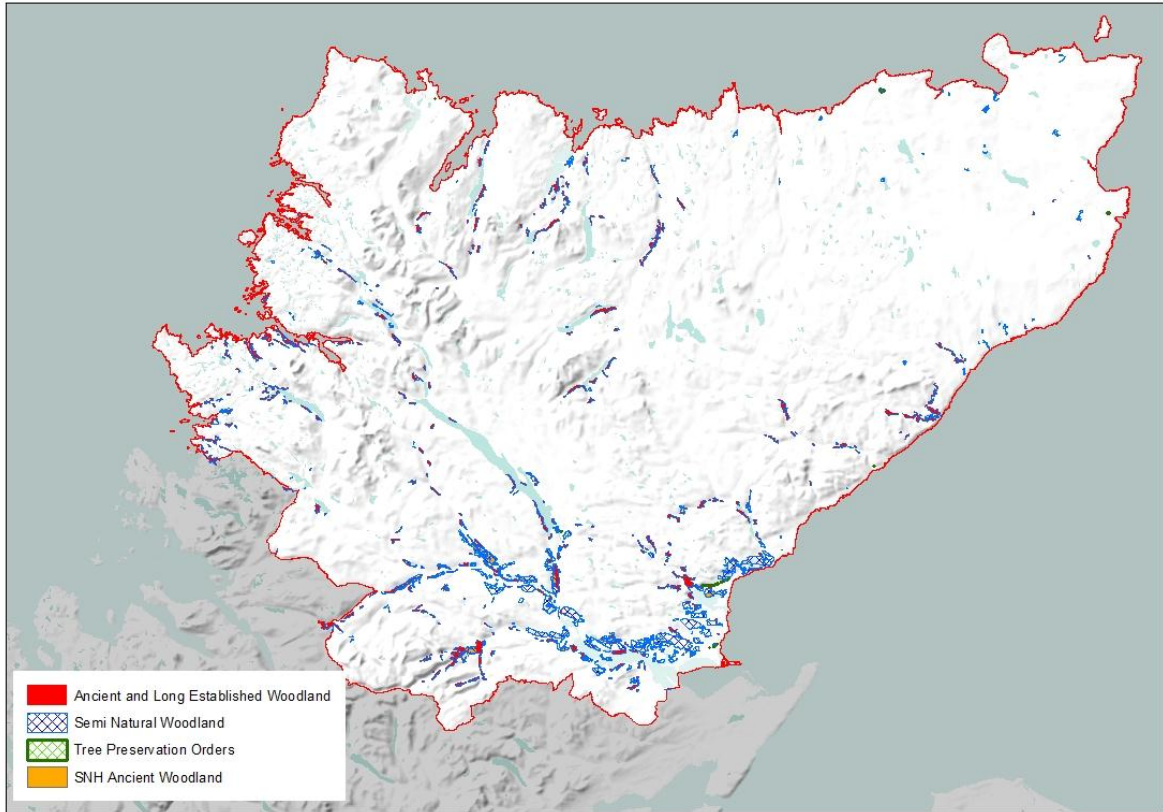 Ancient and Long Established Woodland
Semi Natural Woodland
Tree Preservation Orders
SNH Ancient Woodland